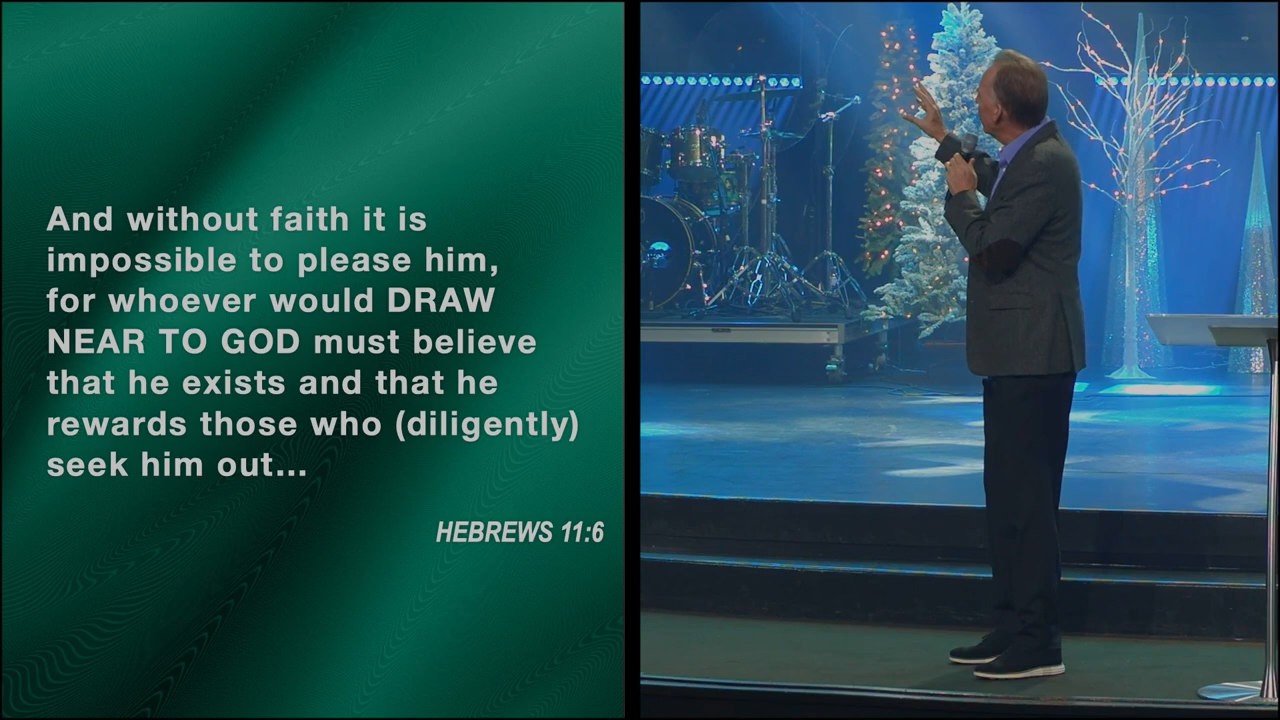 And without faith it is
impossible to please him,
for whoever would DRAW
NEAR TO GOD must believe
that he exists and that he
rewards those who (diligently)
seek him out...
HEBREWS 11:6